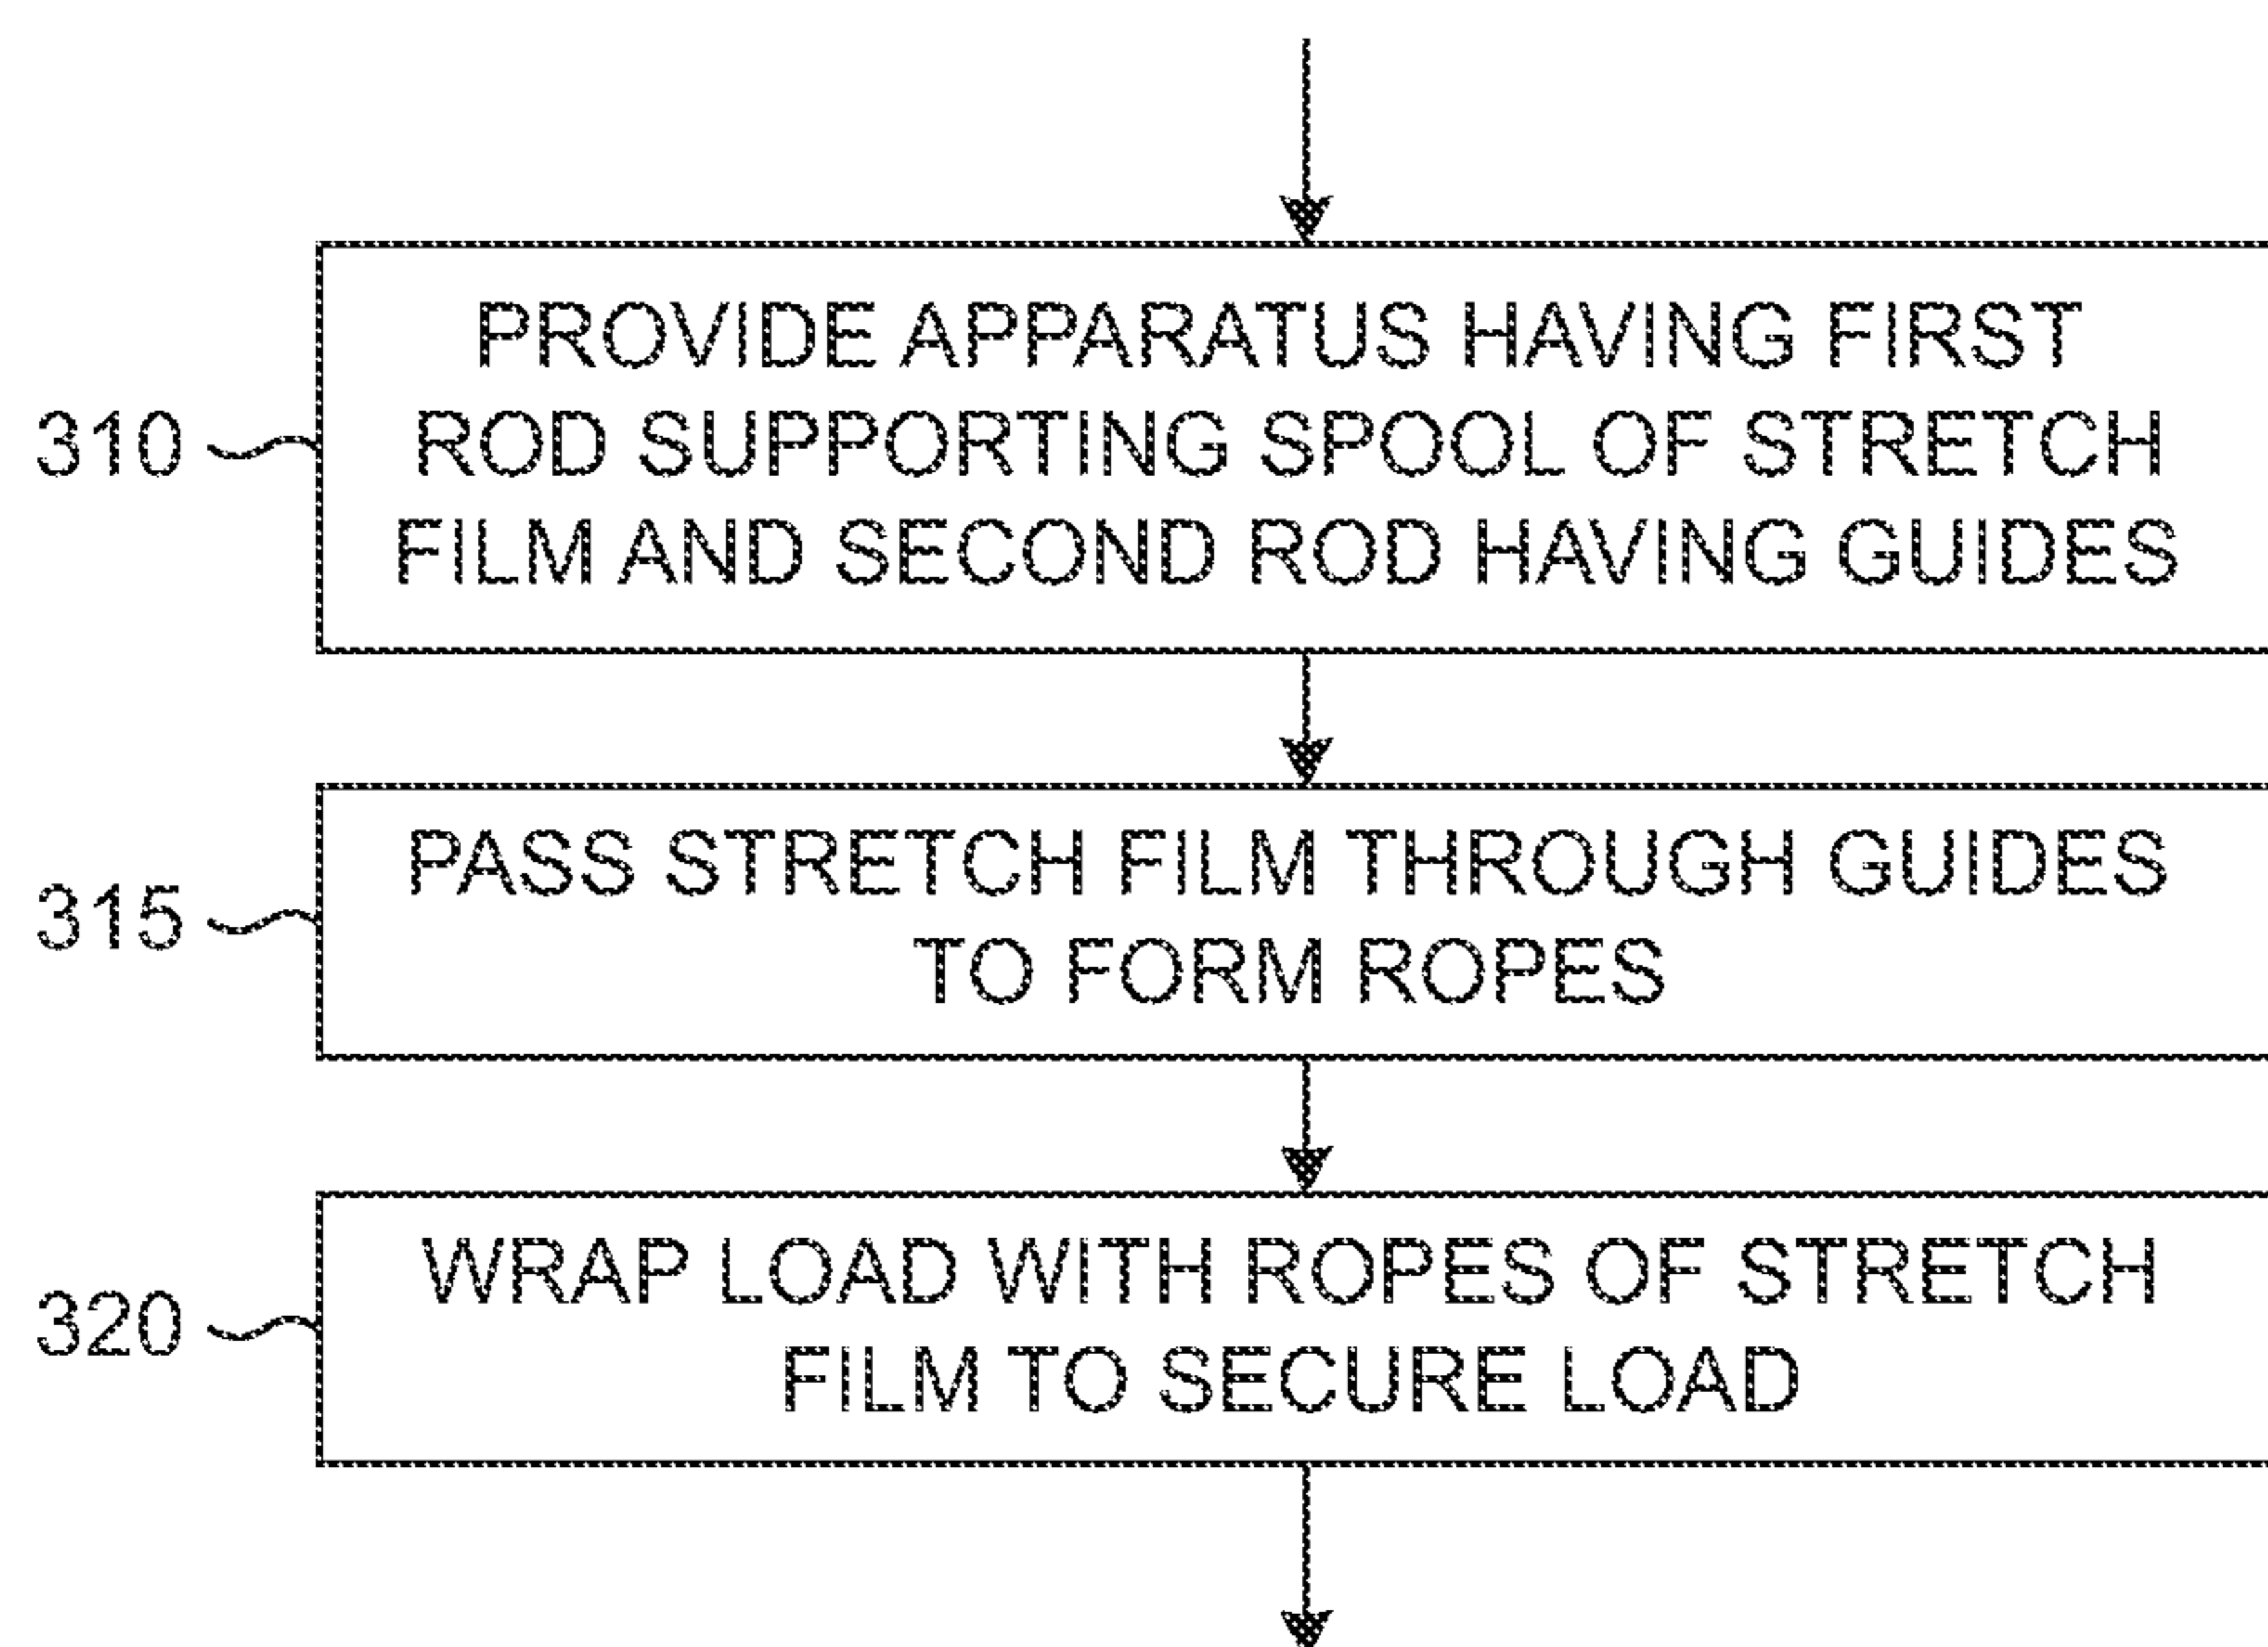 PROVIDE APPARATUS HAVING FIRST
310 ROD SUPPORTING SPOOL OF STRETCH
FILM AND SECOND ROD HAVING GUIDES
PASS STRETCH FILM THROUGH GUIDES
315
TO FORM ROPES
WRAP LOAD WITH ROPES OF STRETCH
320
FILM TO SECURE LOAD